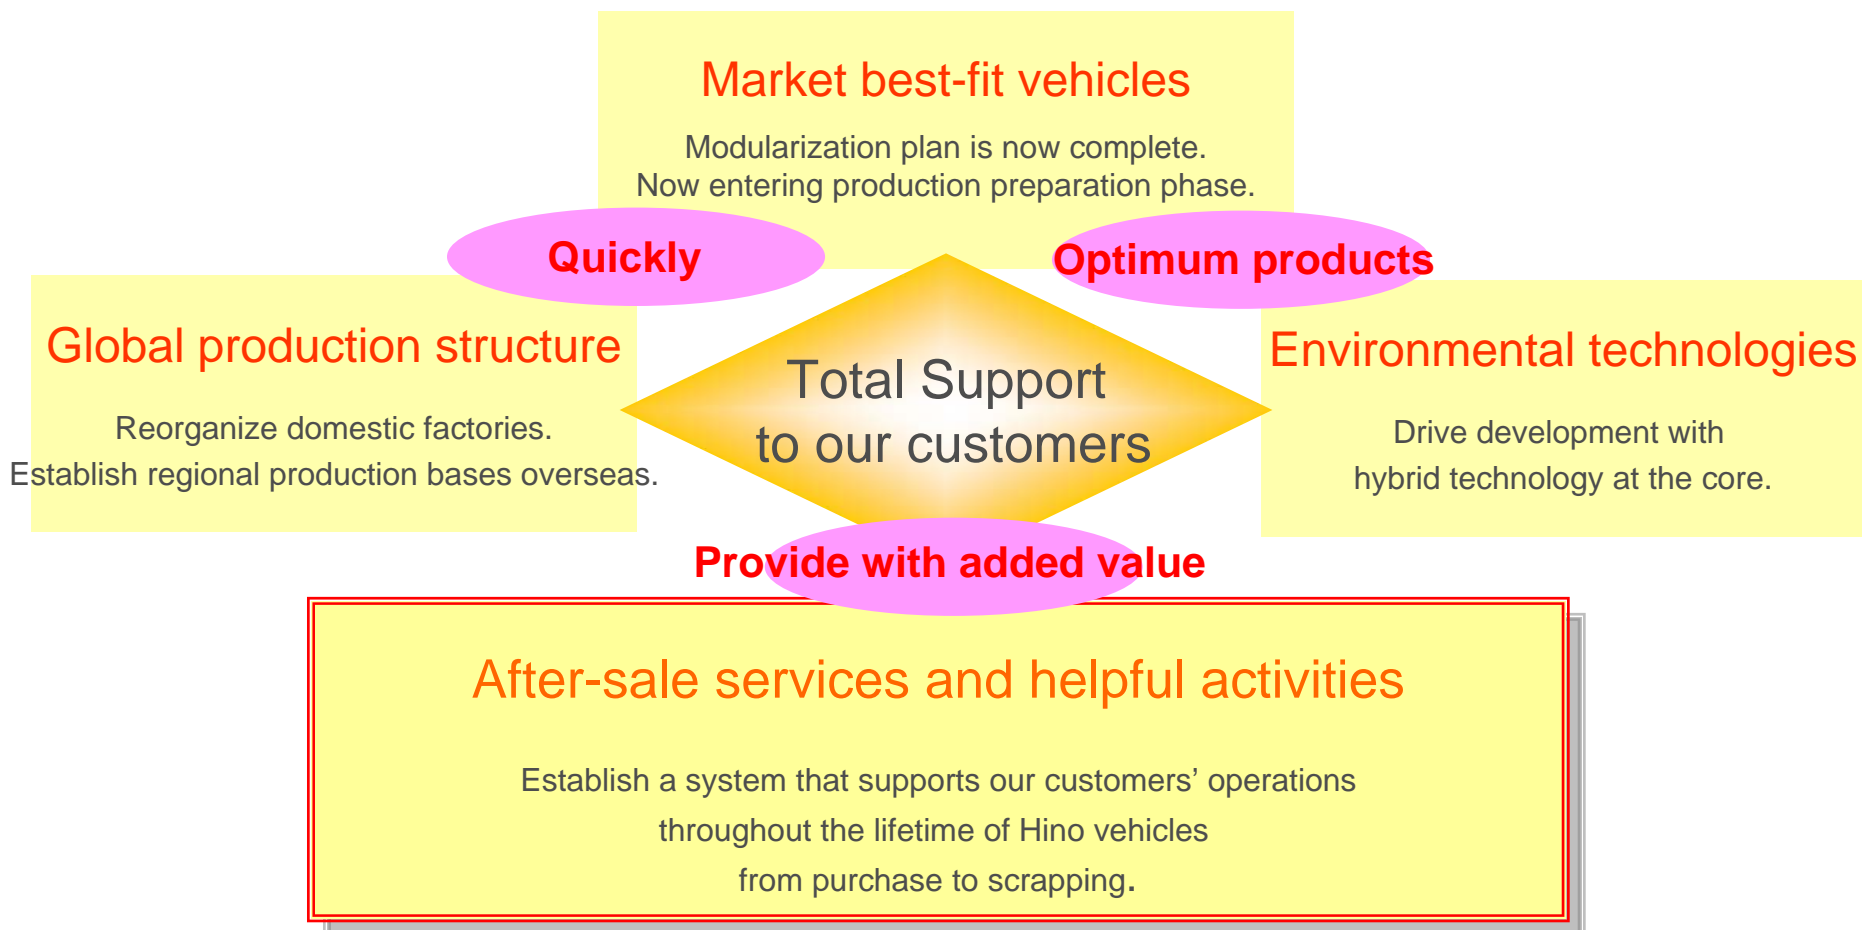 Market best-fit vehicles
Modularization plan is now complete.
Now entering production preparation phase.
Quickly
Optimum products
Global production structure
Reorganize domestic factories.
Establish regional production bases overseas.
Total Support
to our customers
Environmental technologies
Drive development with
hybrid technology at the core.
Provide with added value
After-sale services and helpful activities
Establish a system that supports our customers’ operations
throughout the lifetime of Hino vehicles
from purchase to scrapping.